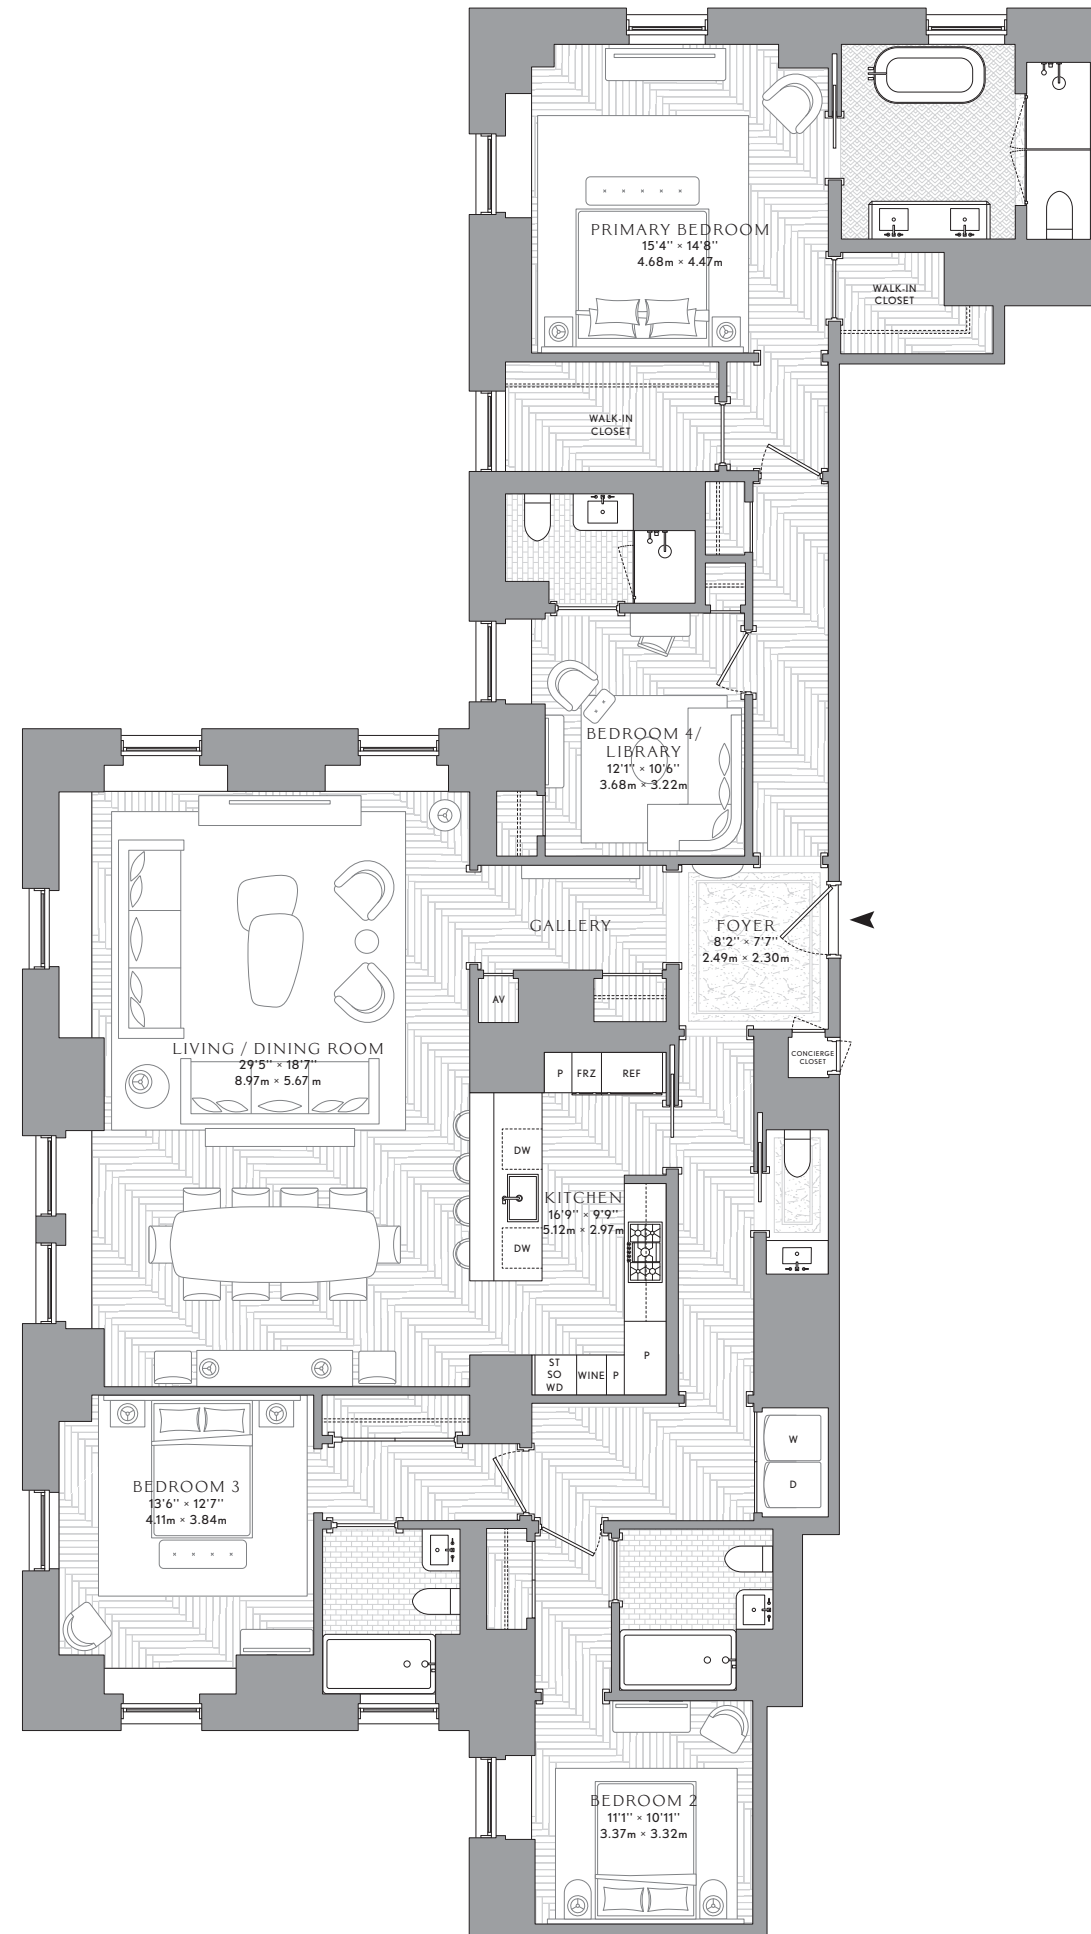 PRIMARY BEDROOM
15'4'' × 14'8''
4.68m × 4.47m
WALK-IN
CLOSET
WALK-IN
CLOSET
BEDROOM 4/
LIBRARY
12'1'' × 10'6''
3.68m × 3.22m
GALLERY
FOYER
8'2'' × 7'7''
2.49m × 2.30m
AV
LIVING / DINING ROOM
29'5'' × 18'7''
8.97m × 5.67 m
CONCIERGE
CLOSET
P
FRZ
REF
DW
KITCHEN
16'9'' × 9'9''
5.12m × 2.97m
DW
P
ST
SO
WD
WINE
P
W
D
BEDROOM 3
13'6'' × 12'7''
4.11m × 3.84m
BEDROOM 2
11'1'' × 10'11''
3.37m × 3.32m